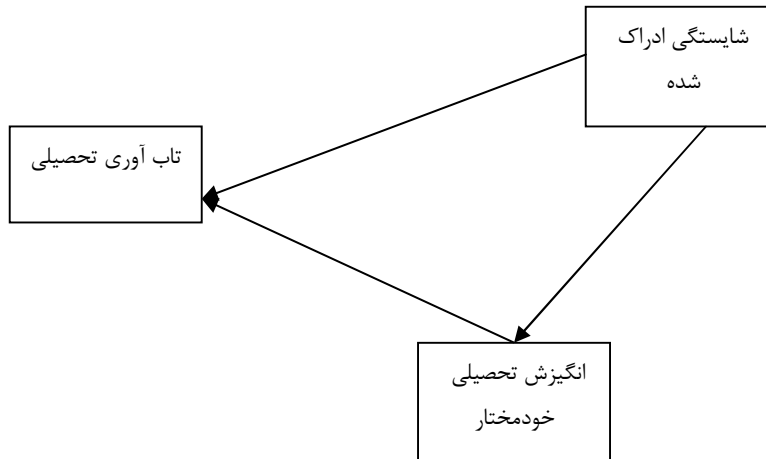 شایستگی ادراک
شده
تاب آوری تحصیلی
انگیزش تحصیلی
خودمختار